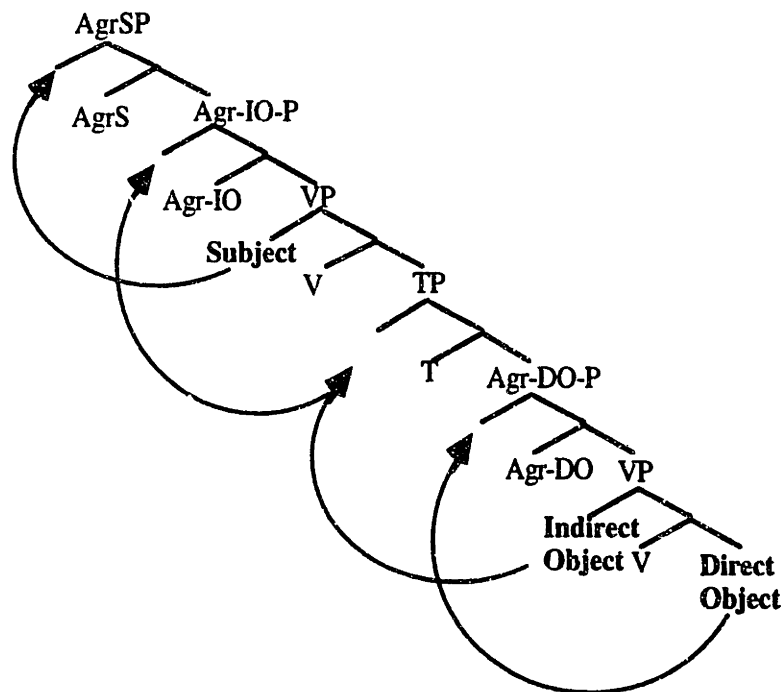 AgrSP
AgrS
Agr-IO-P
Agr-IO
VP
Subject
V
TP
T
Agr-DO-P
Agr-DO
VP
Indirect
Object
V
Direct
Object